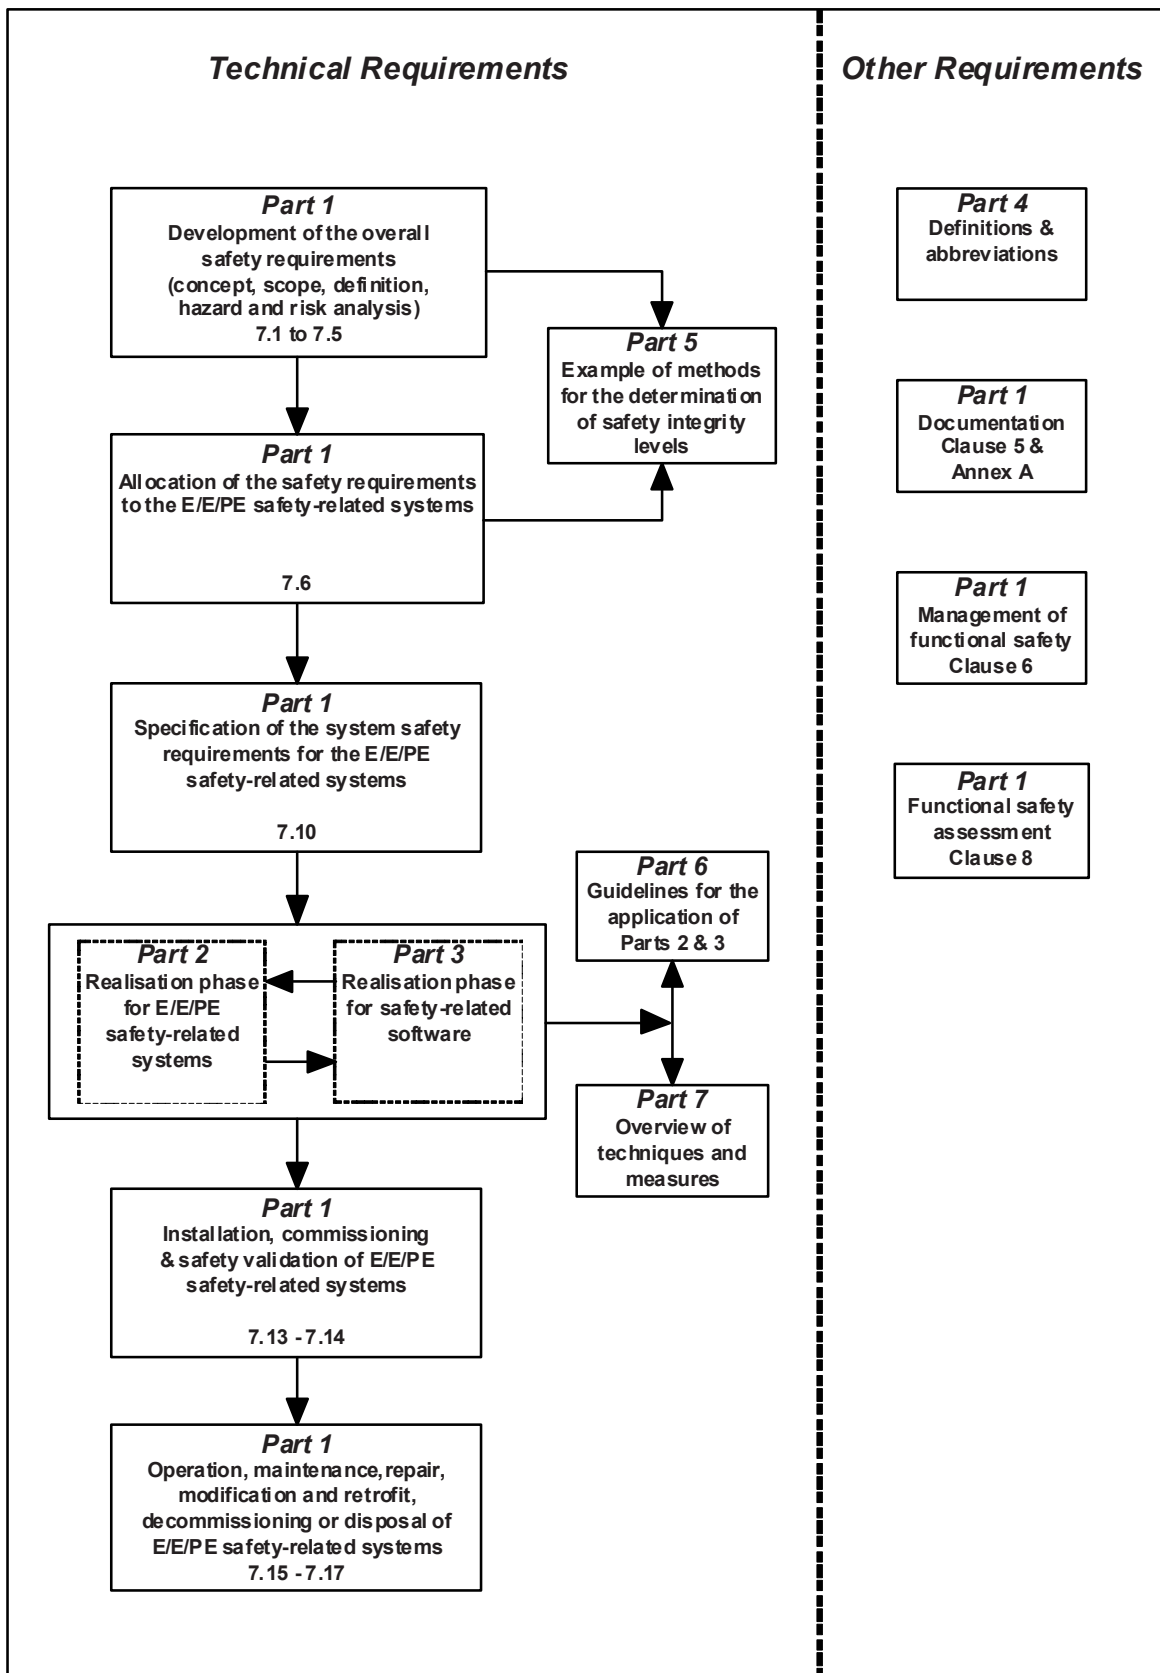 Technical Requirements
Other Requirements
Part 1
Development of the overall
safety requirements
(concept, scope, definition,
hazard and risk analysis)
7.1 to 7.5
Part 5
Example of methods
for the determination
of safety integrity
levels
Part 1
Allocation of the safety requirements
to the E/E/PE safety-related systems
7.6
Part 1
Specification of the system safety
requirements for the E/E/PE
safety-related systems
7.10
Part 2
Realisation phase
for E/E/PE
safety-related
systems
Part 3
Realisation phase
for safety-related
software
Part 6
Guidelines for the
application of
Parts 2 & 3
Part 7
Overview of
techniques and
measures
Part 1
Installation, commissioning
& safety validation of E/E/PE
safety-related systems
7.13 - 7.14
Part 1
Operation, maintenance, repair,
modification and retrofit,
decommissioning or disposal of
E/E/PE safety-related systems
7.15 - 7.17
Part 4
Definitions &
abbreviations
Part 1
Documentation
Clause 5 &
Annex A
Part 1
Management of
functional safety
Clause 6
Part 1
Functional safety
assessment
Clause 8